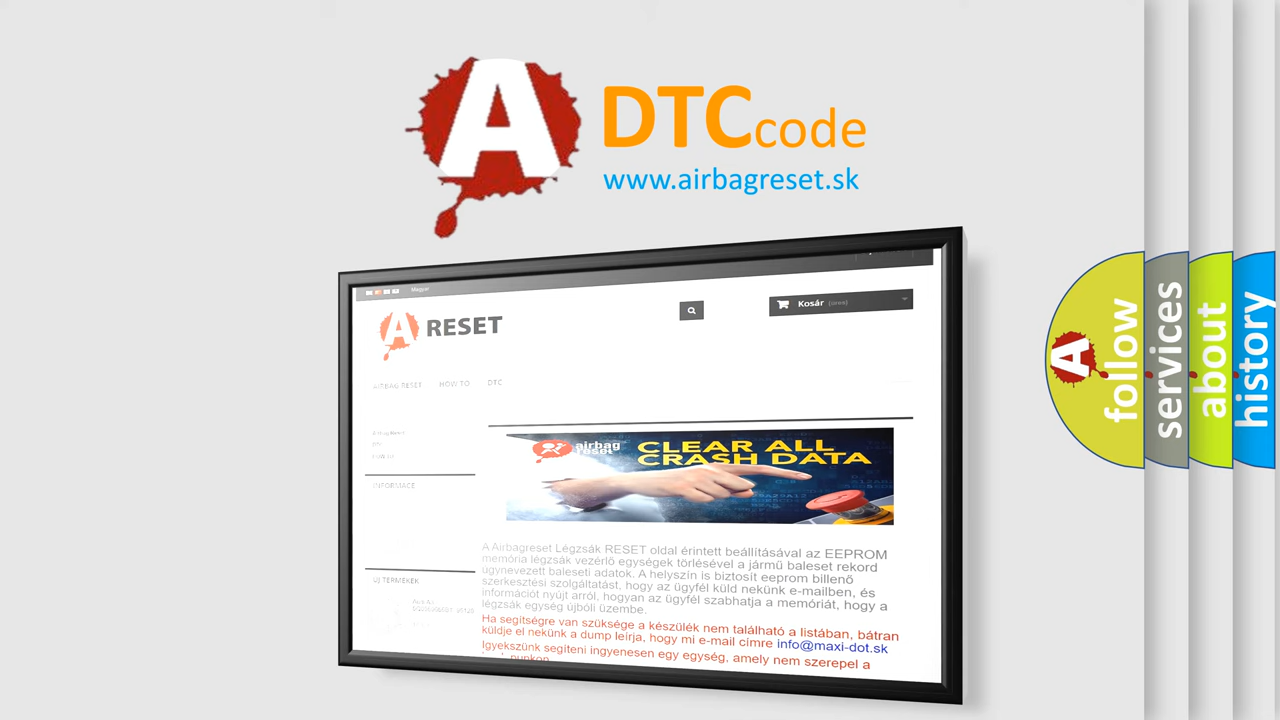 A
DTC code
www.airbagreset.sk
Magyar
Kosár (üres)
A RESET
AIRBAG RESET HOW TO DTC
INFORMACE
airbag
reset
CLEAR ALL
CRASH DATA
ÚJ TERMÉKEK
A Airbagreset Légzsák RESET oldal érintett beállításával az EEPROM
memória légzsák vezérlő egységek törlésével a jármű baleset rekord
úgynevezett baleseti adatok. A helyszín is biztosít eeprom billenő
szerkesztési szolgáltatást, hogy az ügyfél küld nekünk e-mailben, és
információt nyújt arról, hogyan az ügyfél szabhatja a memóriát, hogy a
légzsák egység újbóli üzembe.
Ha segítségre van szüksége a készülék nem található a listában, bátran
küldje el nekünk a dump leírja, hogy mi e-mail címre info@maxi-dot.sk
Igyekszünk segíteni ingyenesen egy egység, amely nem szerepel a
A
follow
services
about
history